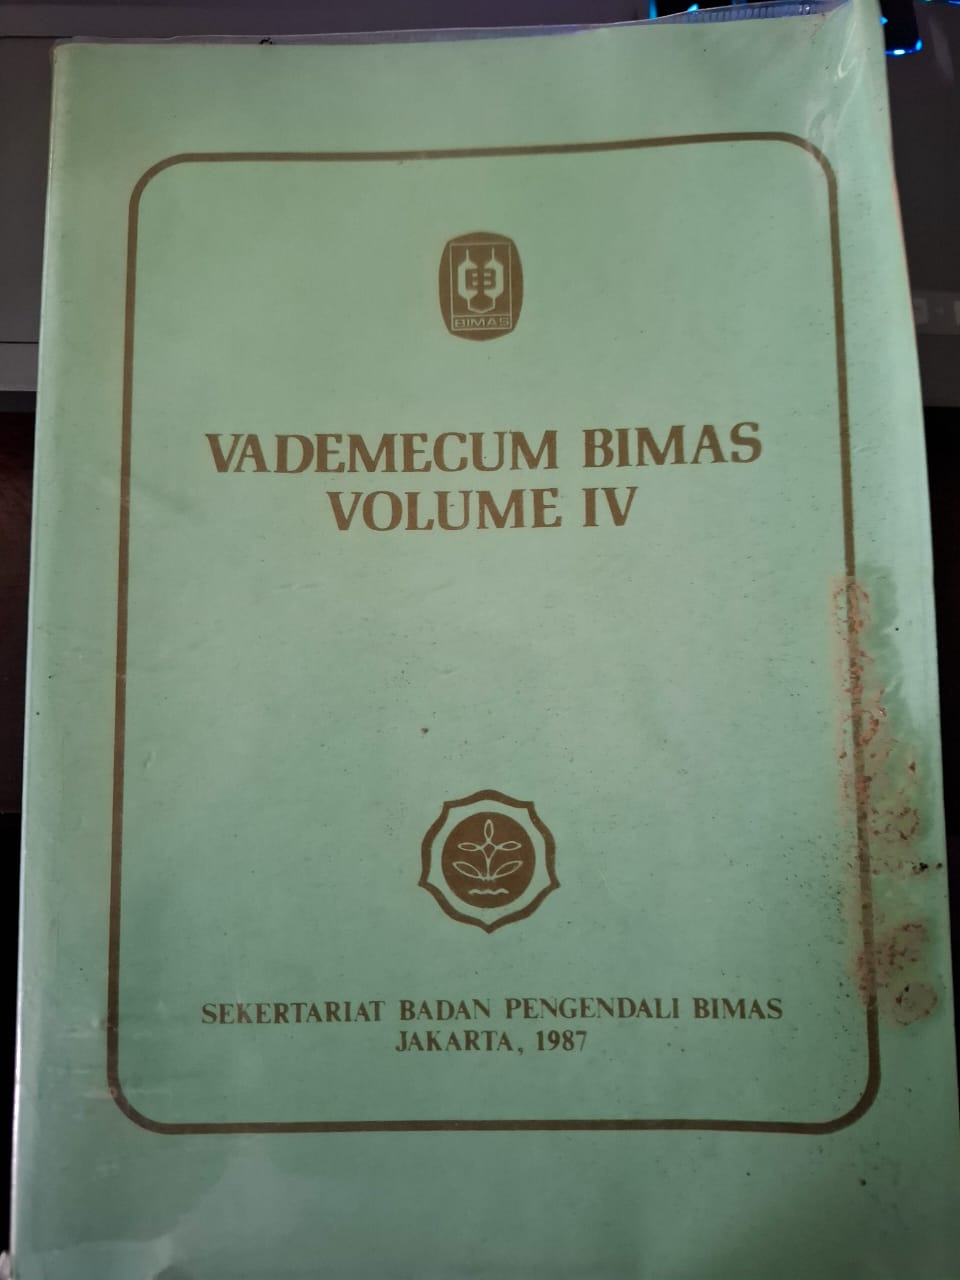 BIMAS
VADEMECUM BIMAS
VOLUME IV
SEKERTARIAT BADAN PENGENDALI BIMAS
JAKARTA, 1987